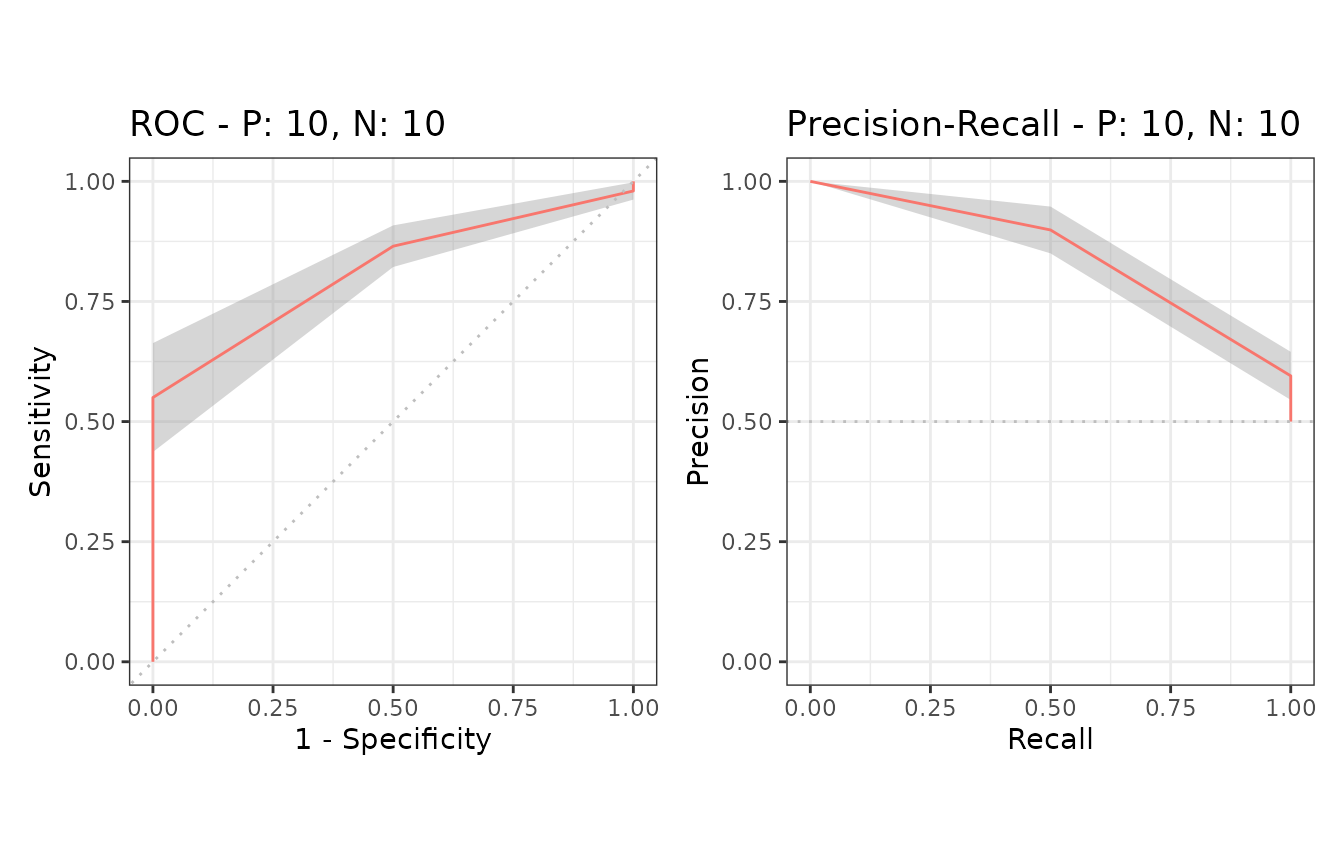 ROC - P: 10, N: 10
Sensitivity
1.00
0.75
0.50
0.25
0.00
0.00 0.25 0.50 0.75 1.00
1 - Specificity
Precision-Recall - P: 10, N: 10
Precision
1.00
0.75
0.50
0.25
0.00
0.00 0.25 0.50 0.75 1.00
Recall